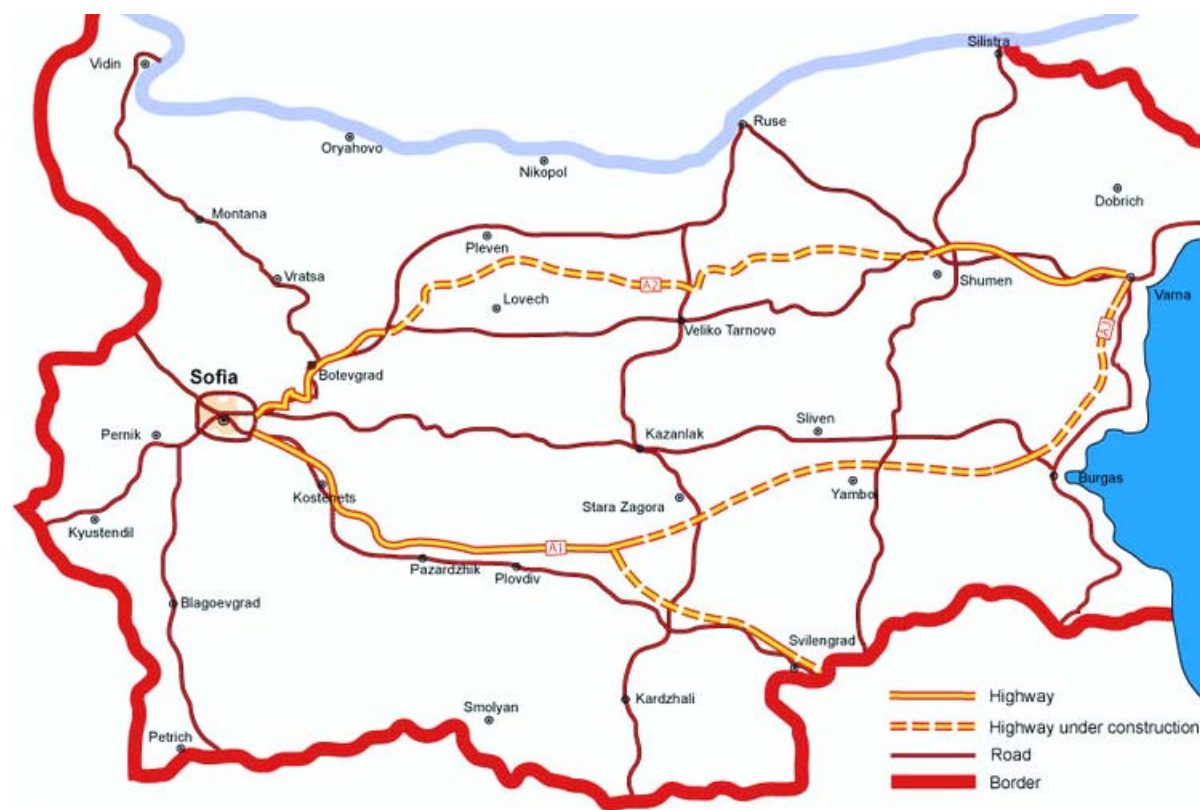 Silistra
Vidin
Ruse
Oryahovo
Nikopol
Dobrich
Montana
Pleven
Vratsa
A2
Shumen
Varna
Lovech
Veliko Tarnovo
A3
Botevgrad
Sofia
Sliven
Pernik
Kazanlak
Burgas
Kostenets
Yambol
Stara Zagora
Kyustendil
A1
Pazardzhik
Plovdiv
Blagoevgrad
Svilengrad
Kardzhali
Smolyan
Petrich
Highway
Highway under construction
Road
Border